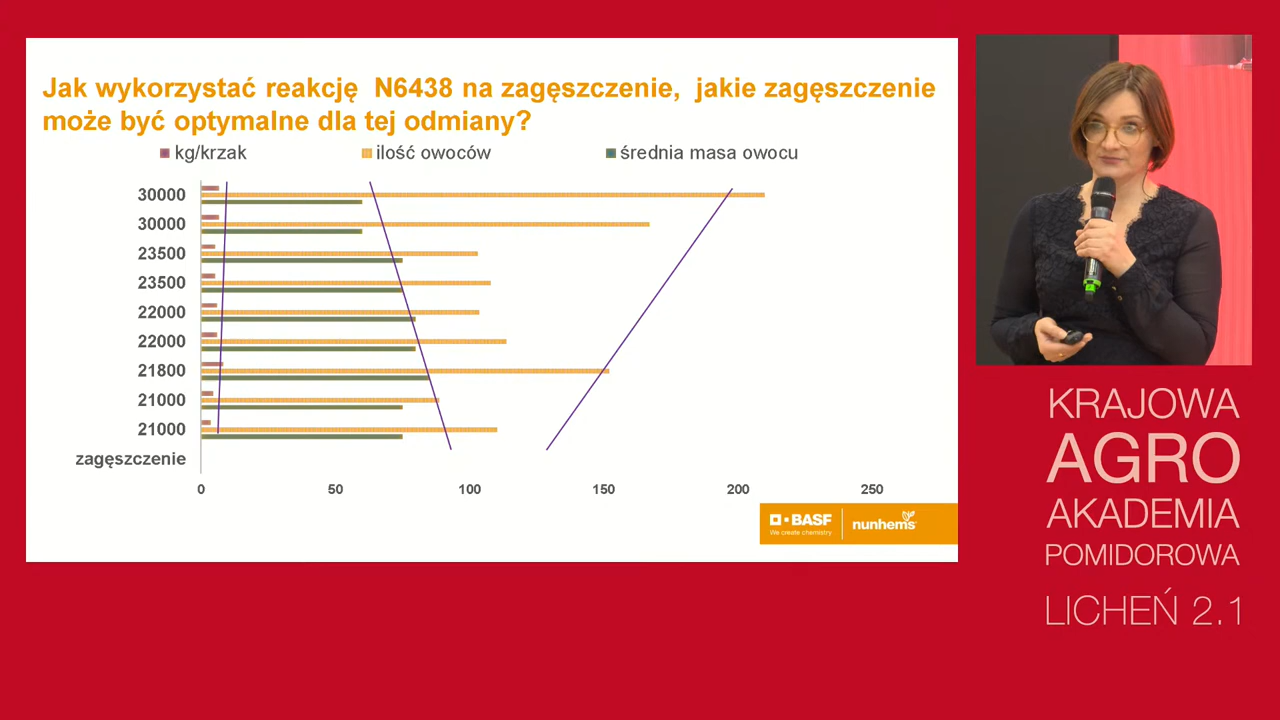 Jak wykorzystać reakcję N6438 na zagęszczenie, jakie zagęszczenie
może być optymalne dla tej odmiany?
kg/krzak
ilość owoców
średnia masa owocu
30000
30000
23500
23500
22000
22000
21800
21000
21000
zagęszczenie
0
50
100
150
200
250
BASF
We create chemistry
nunhems
KRAJOWA
AGRO
AKADEMIA
POMIDOROWA
LICHEŃ 2.1